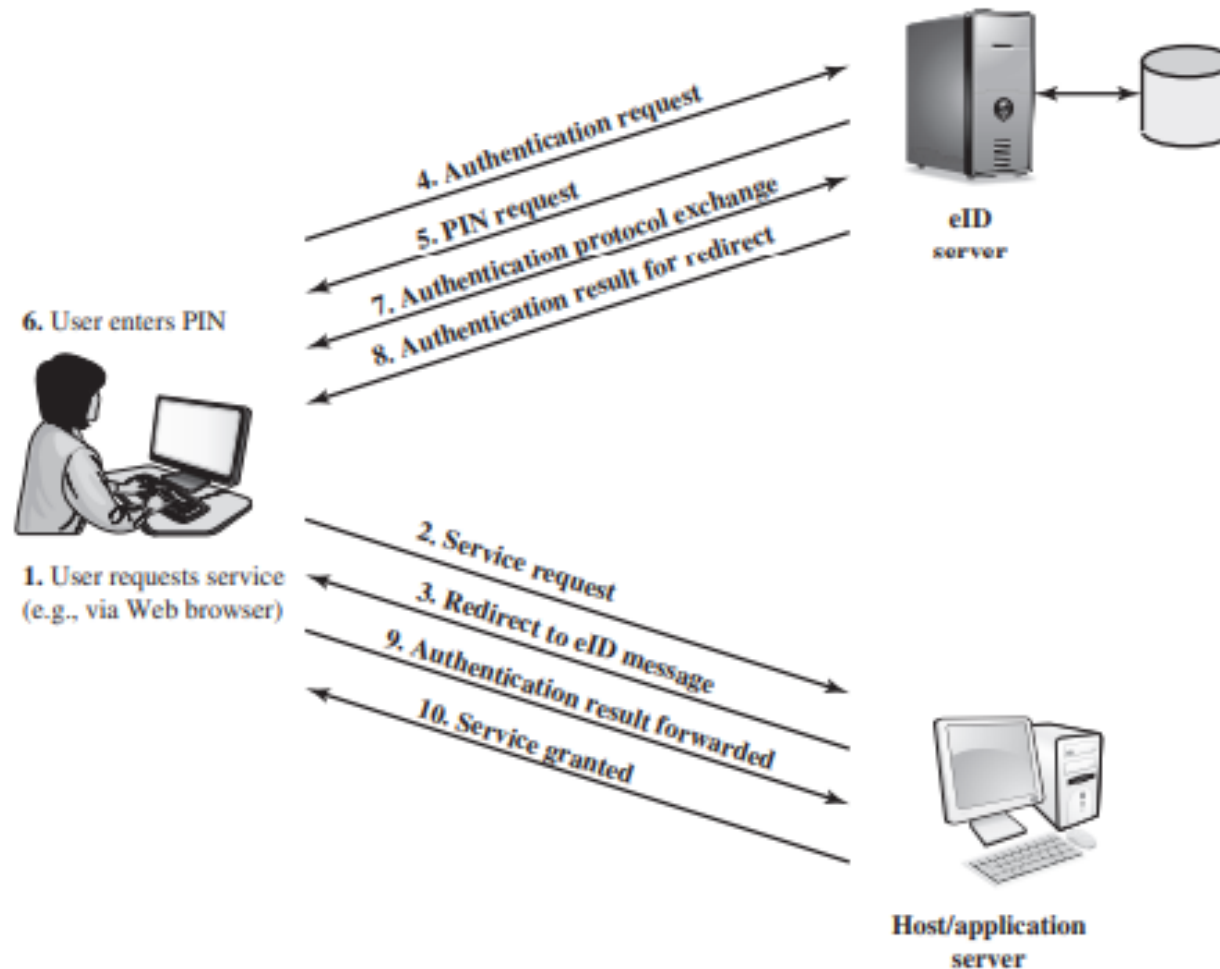 4. Authentication request
5. PIN request
7. Authentication protocol exchange
8. Authentication result for redirect
eID
server
6. User enters PIN
1. User requests service
(e.g., via Web browser)
2. Service request
3. Redirect to eID message
9. Authentication result forwarded
10. Service granted
Host/application
server